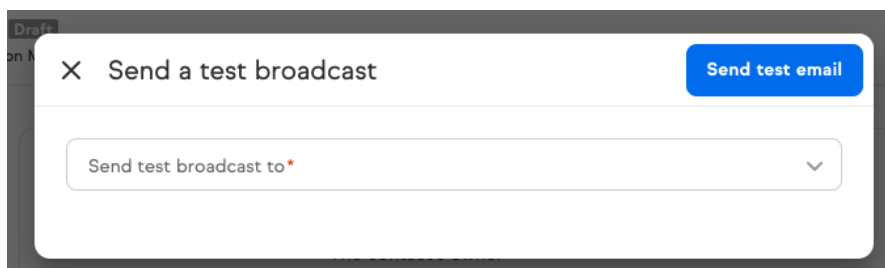 Draft
Send a test broadcast
Send test email
Send test broadcast to*